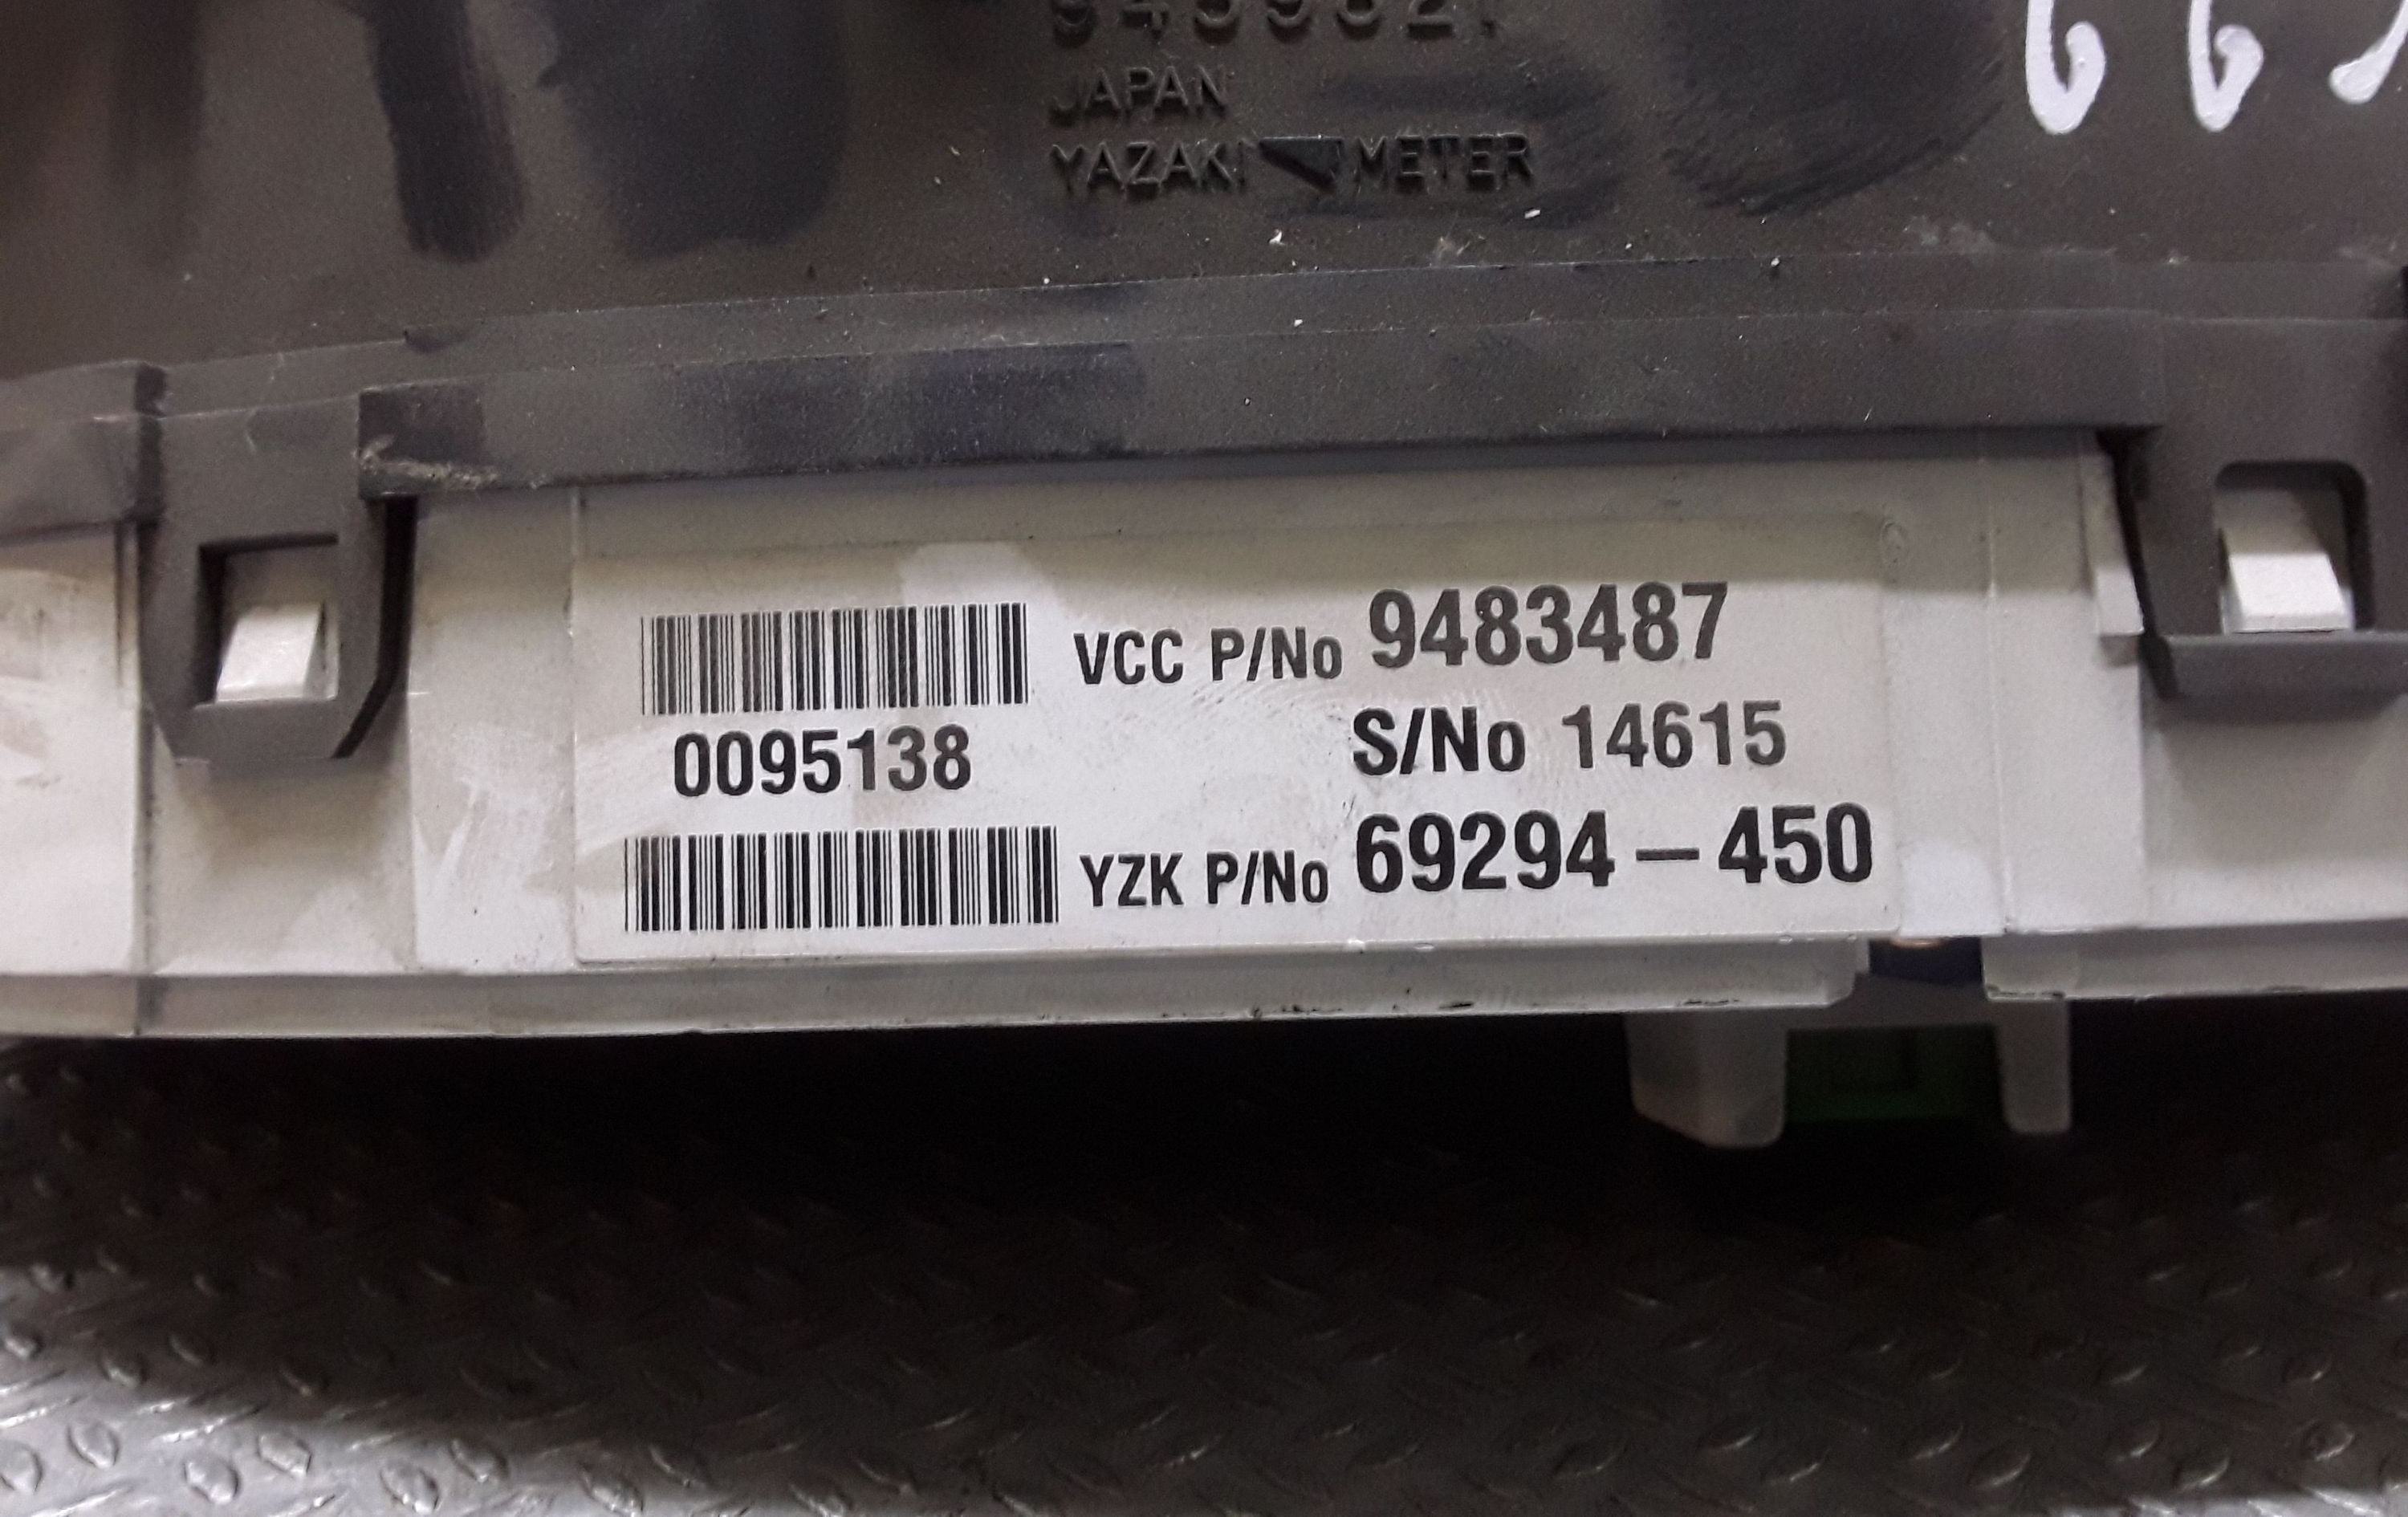 JAPAN
YAZAKI METER
VCC P/No 9483487
0095138
S/No 14615
YZK P/No 69294-450